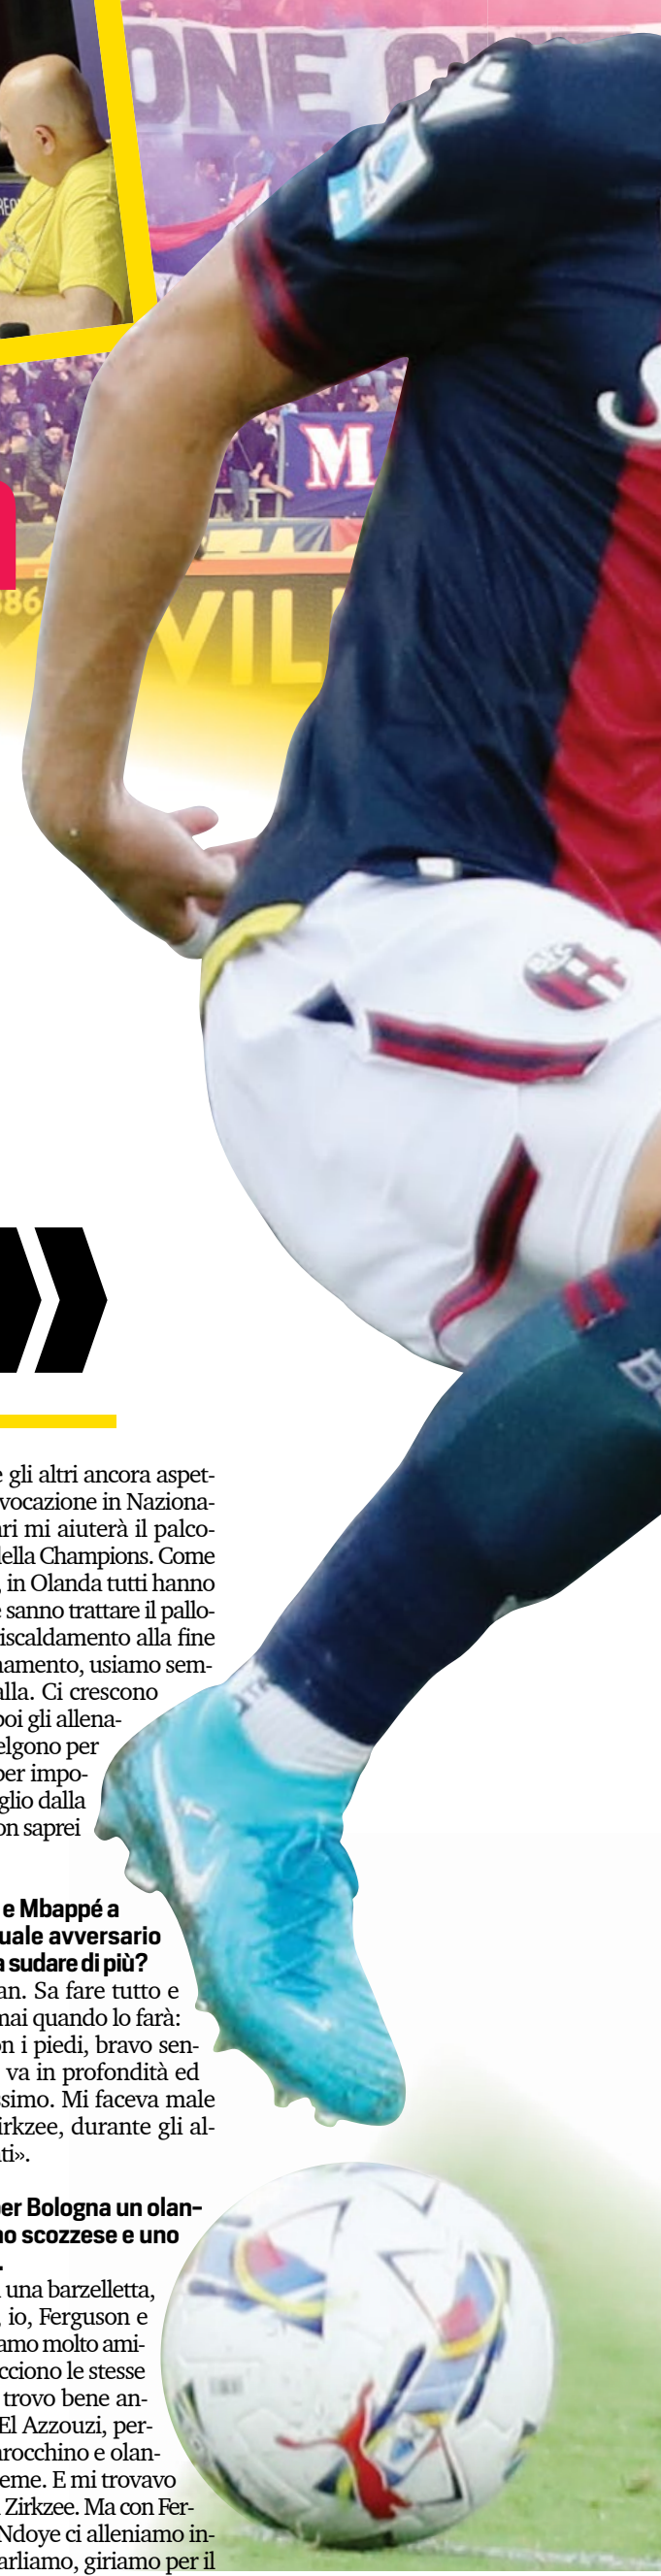 ONE
M
386
VIL
BFC
e gli altri ancora aspet-
vocazione in Naziona-
ri mi aiuterà il palco-
della Champions. Come
, in Olanda tutti hanno
e sanno trattare il pallo-
iscaldamento alla fine
namento, usiamo sem-
alla. Ci crescono
poi gli allena-
elgono per
per impo-
glio dalla
on saprei
e Mbappé a
uale avversario
a sudare di più?
an. Sa fare tutto e
mai quando lo farà:
n i piedi, bravo sen-
va in profondità ed
ssimo. Mi faceva male
irkzee, durante gli al-
ti».
er Bologna un olan-
no scozzese e uno
.
una barzelletta,
io, Ferguson e
amo molto ami-
cciono le stesse
trovo bene an-
El Azzouzi, per-
arocchino e olan-
eme. E mi trovavo
Zirkzee. Ma con Fer-
Ndoye ci alleniamo in-
arliamo, giriamo per il